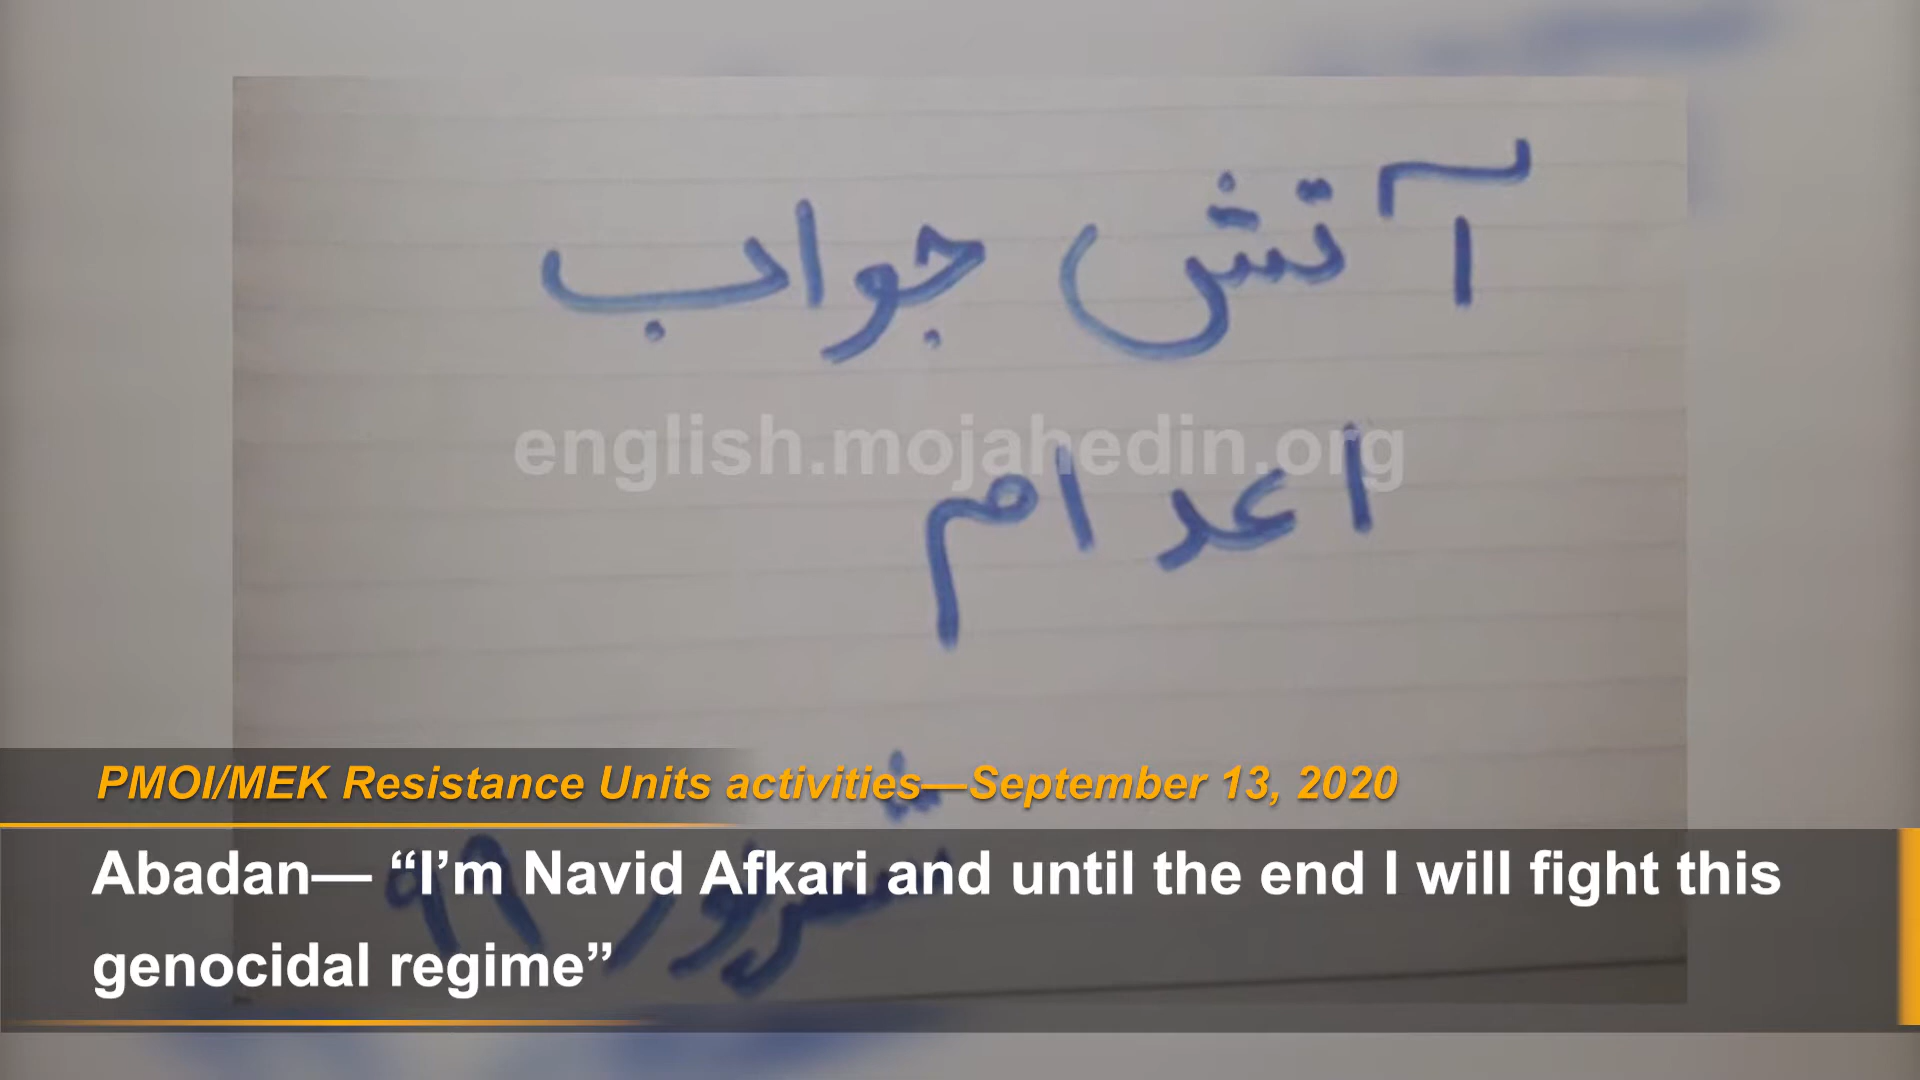 آتش جواب
english.mojahedin.org
اعدام
PMOI/MEK Resistance Units activities—September 13, 2020
Abadan— “I’m Navid Afkari and until the end I will fight this
genocidal regime”